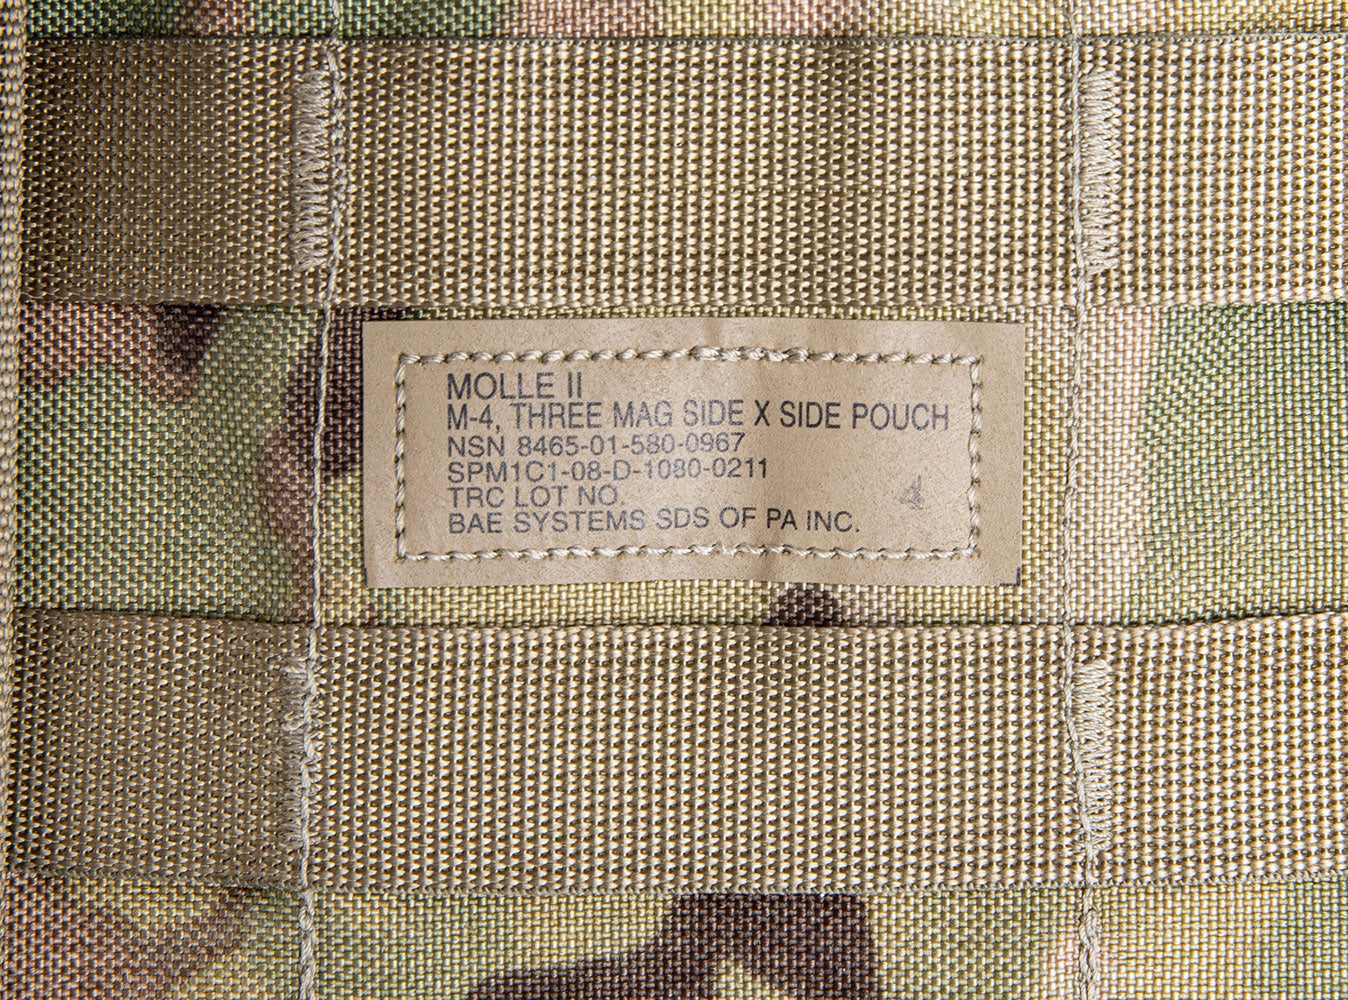 MOLLE II
M-4, THREE MAG SIDE X SIDE POUCH
NSN 8465-01-580-0967
SPM1C1-08-D-1080-0211
TRC LOT NO. 4
BAE SYSTEMS SDS OF PA INC.